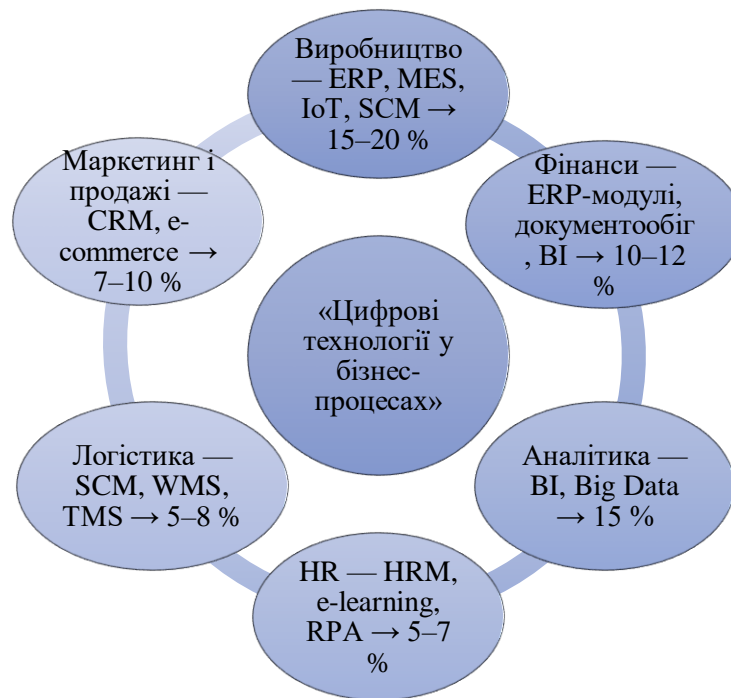 Виробництво
— ERP, MES,
IoT, SCM →
15–20 %
Фінанси —
ERP-модулі,
документообіг
, BI → 10–12
%
Аналітика —
BI, Big Data
→ 15 %
HR — HRM,
e-learning,
RPA → 5–7
%
Логістика —
SCM, WMS,
TMS → 5–8 %
Маркетинг і
продажі —
CRM, e-
commerce →
7–10 %
«Цифрові
технології у
бізнес-
процесах»